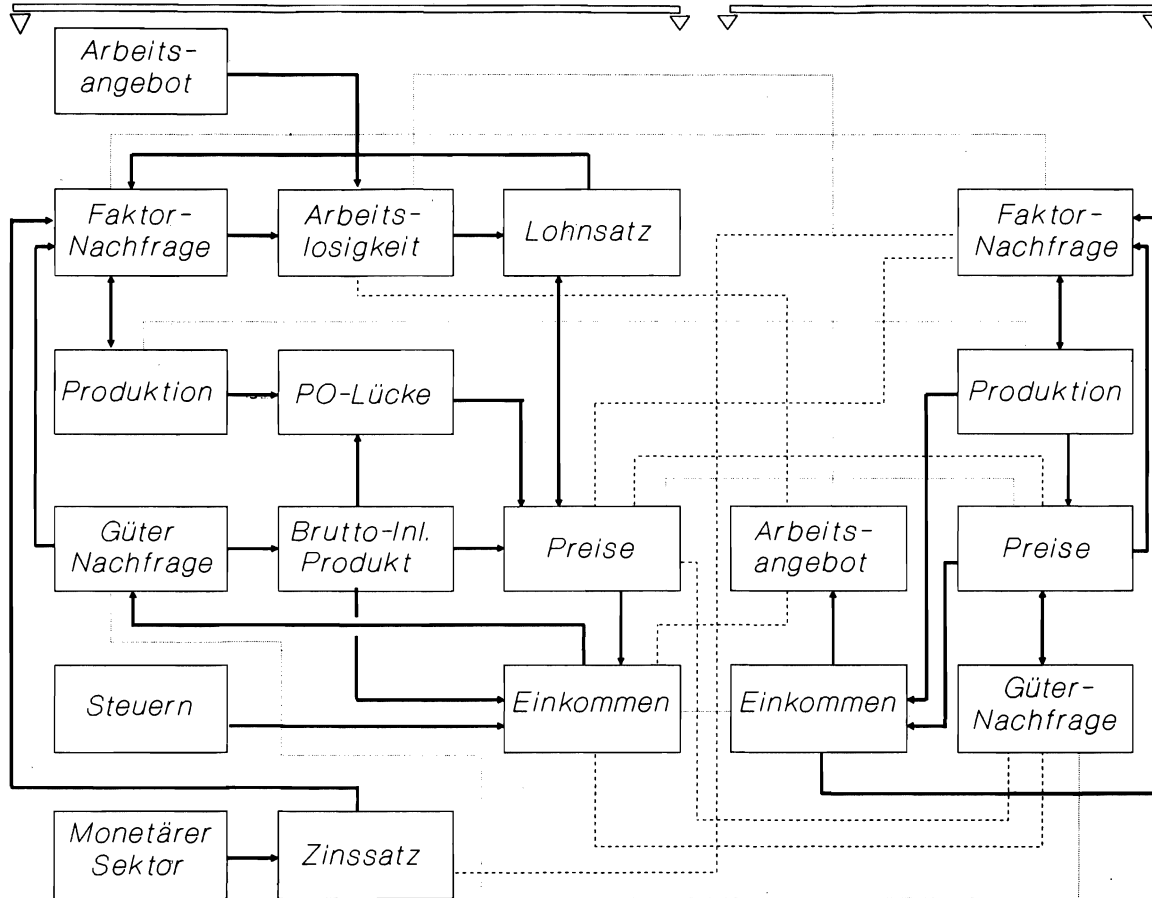 Arbeits-
angebot
Faktor-
Nachfrage
Arbeits-
losigkeit
Lohnsatz
Faktor-
Nachfrage
Produktion
PO-Lücke
Produktion
Güter
Nachfrage
Brutto-Inl.
Produkt
Preise
Arbeits-
angebot
Preise
Steuern
Einkommen
Einkommen
Güter-
Nachfrage
Monetärer
Sektor
Zinssatz